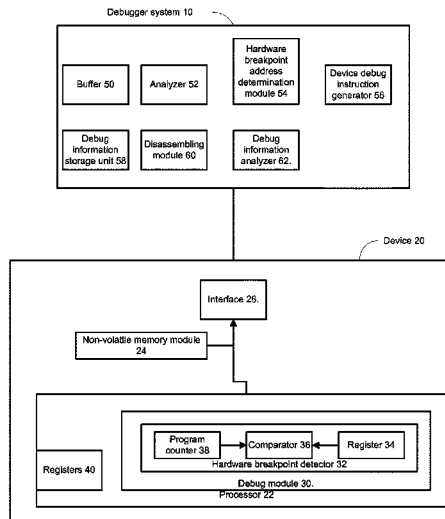 Debugger system 10
Buffer 50
Analyzer 52
Hardware
breakpoint
address
determination
module 54
Device debug
instruction
generator 56
Debug
information
storage unit 58
Disassembling
module 60
Debug
information
analyzer 62.
Device 20
Interface 26.
Non-volatile memory module
24
Program
counter 38
Comparator 36
Register 34
Hardware breakpoint detector 32
Registers 40
Debug module 30.
Processor 22